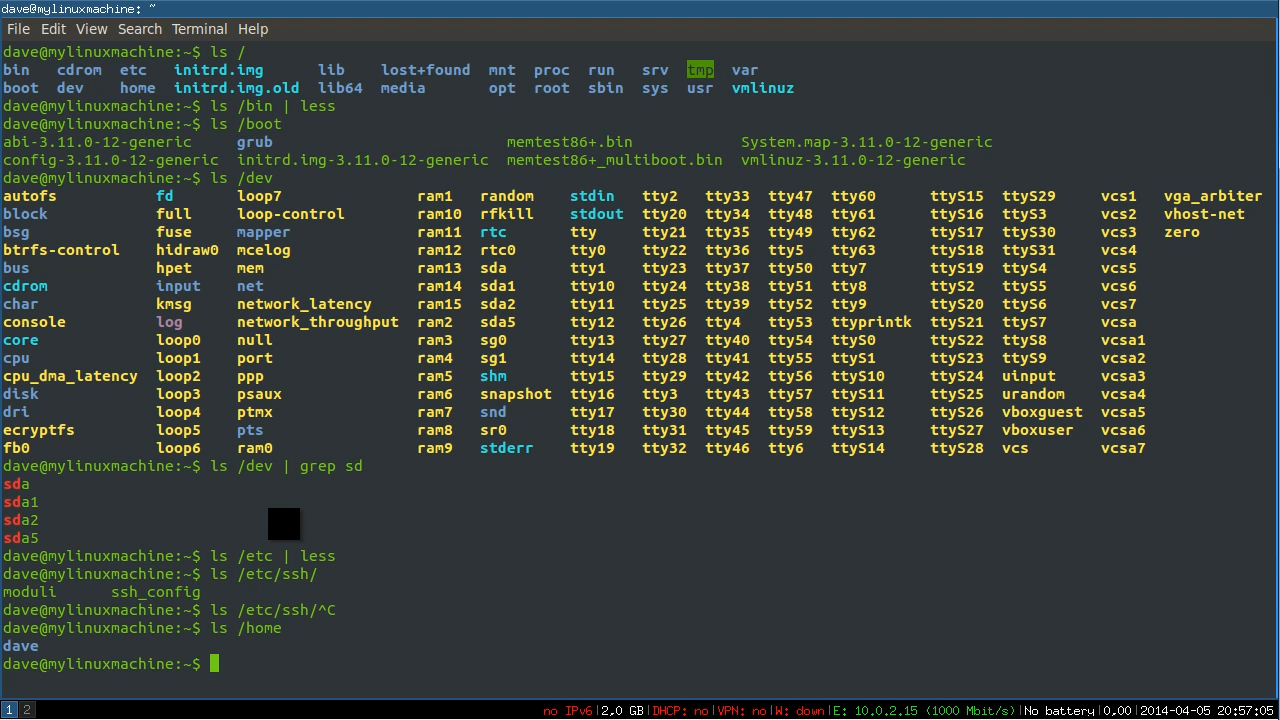 dave@mylinuxmachine: ~
File Edit View Search Terminal Help
dave@mylinuxmachine:~$ ls /
bin cdrom etc initrd.img lib lost+found mnt proc run srv tmp var
boot dev home initrd.img.old lib64 media opt root sbin sys usr vmlinuz
dave@mylinuxmachine:~$ ls /bin | less
dave@mylinuxmachine:~$ ls /boot
abi-3.11.0-12-generic grub memtest86+.bin System.map-3.11.0-12-generic
config-3.11.0-12-generic initrd.img-3.11.0-12-generic memtest86+_multiboot.bin vmlinuz-3.11.0-12-generic
dave@mylinuxmachine:~$ ls /dev
autofs fd loop7 ram1 random stdin tty2 tty33 tty47 tty60 ttyS15 ttyS29 vcs1 vga_arbiter
block full loop-control ram10 rfkill stdout tty20 tty34 tty48 tty61 ttyS16 ttyS3 vcs2 vhost-net
bsg fuse mapper ram11 rtc tty tty21 tty35 tty49 tty62 ttyS17 ttyS30 vcs3 zero
btrfs-control hidraw0 mcelog ram12 rtc0 tty0 tty22 tty36 tty5 tty63 ttyS18 ttyS31 vcs4
bus hpet mem ram13 sda tty1 tty23 tty37 tty50 tty7 ttyS19 ttyS4 vcs5
cdrom input net ram14 sda1 tty10 tty24 tty38 tty51 tty8 ttyS2 ttyS5 vcs6
char kmsg network_latency ram15 sda2 tty11 tty25 tty39 tty52 tty9 ttyS20 ttyS6 vcs7
console log network_throughput ram2 sda5 tty12 tty26 tty4 tty53 ttyprintk ttyS21 ttyS7 vcsa
core loop0 null ram3 sg0 tty13 tty27 tty40 tty54 ttyS0 ttyS22 ttyS8 vcsa1
cpu loop1 port ram4 sg1 tty14 tty28 tty41 tty55 ttyS1 ttyS23 ttyS9 vcsa2
cpu_dma_latency loop2 ppp ram5 shm tty15 tty29 tty42 tty56 ttyS10 ttyS24 uinput vcsa3
disk loop3 psaux ram6 snapshot tty16 tty3 tty43 tty57 ttyS11 ttyS25 urandom vcsa4
dri loop4 ptmx ram7 snd tty17 tty30 tty44 tty58 ttyS12 ttyS26 vboxguest vcsa5
ecryptfs loop5 pts ram8 sr0 tty18 tty31 tty45 tty59 ttyS13 ttyS27 vboxuser vcsa6
fb0 loop6 ram0 ram9 stderr tty19 tty32 tty46 tty6 ttyS14 ttyS28 vcs vcsa7
dave@mylinuxmachine:~$ ls /dev | grep sd
sda
sda1
sda2
sda5
dave@mylinuxmachine:~$ ls /etc | less
dave@mylinuxmachine:~$ ls /etc/ssh/
moduli ssh_config
dave@mylinuxmachine:~$ ls /etc/ssh/^C
dave@mylinuxmachine:~$ ls /home
dave
dave@mylinuxmachine:~$
1 2 no IPv6|2,0 GB|DHCP: no|VPN: no|W: down|E: 10.0.2.15 (1000 Mbit/s)|No battery|0,00|2014-04-05 20:57:05